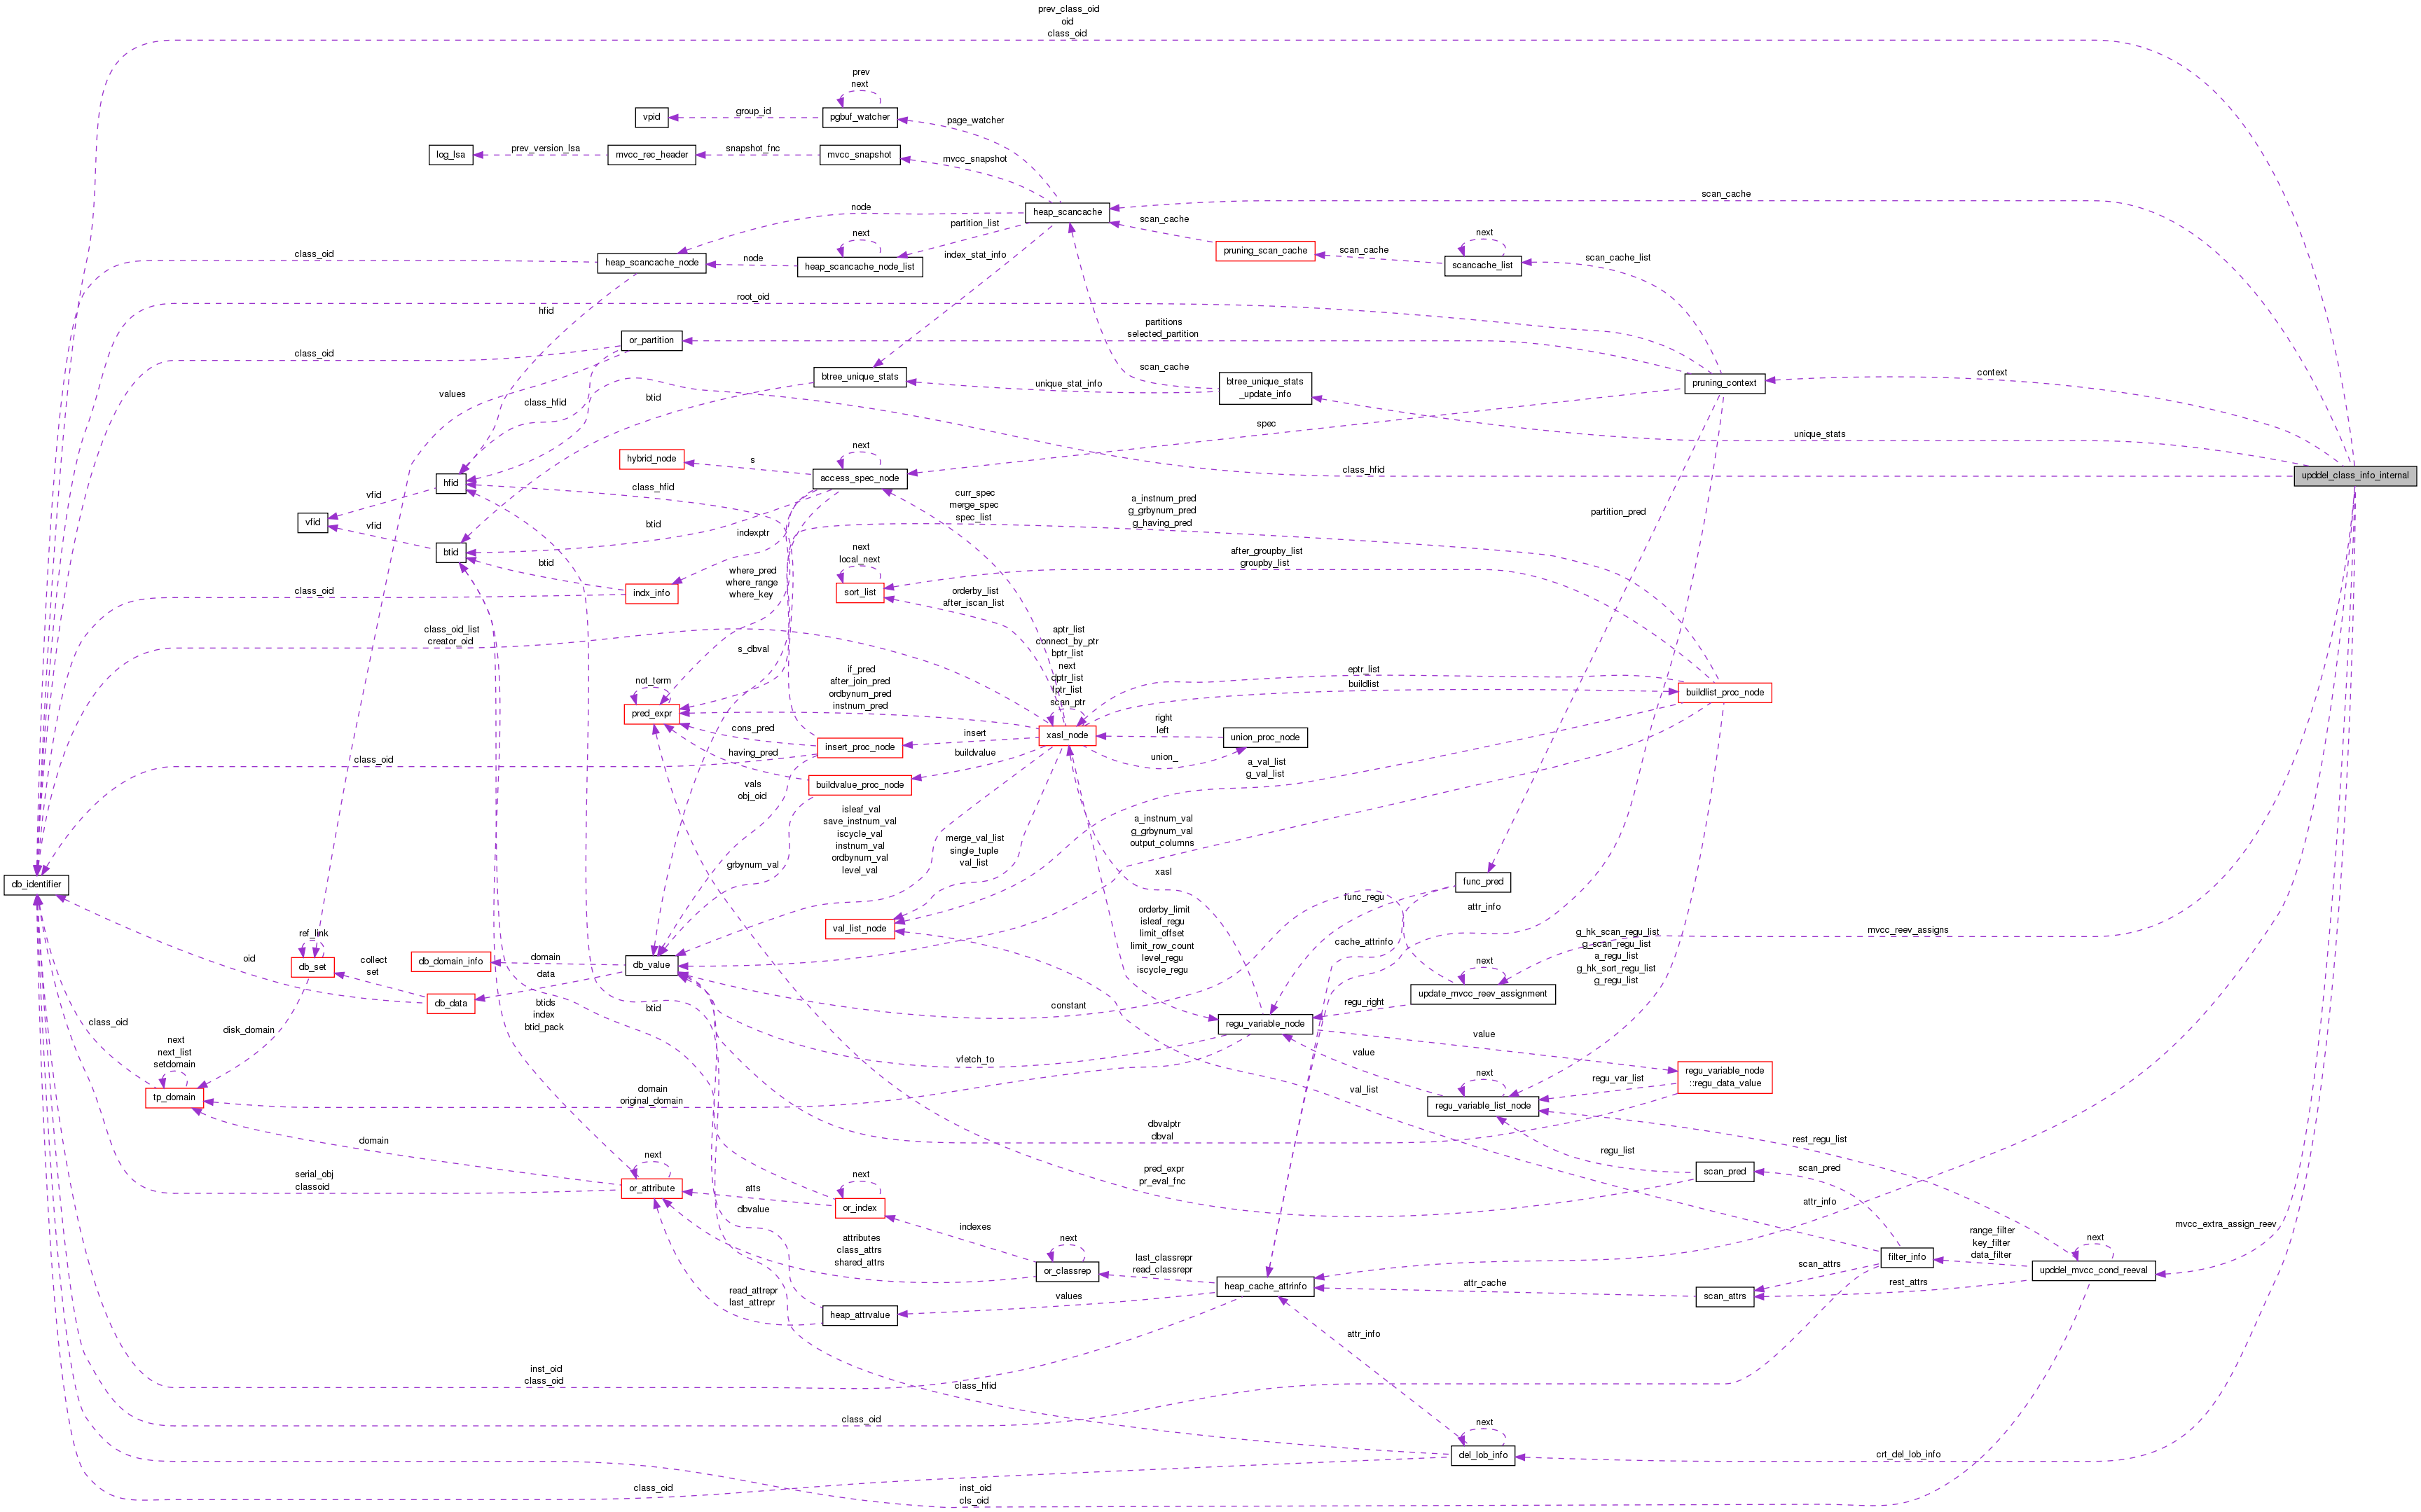 prev_class_oid
oid
class_oid
prev
next
vpid
group_id
pgbuf_watcher
page_watcher
log_lsa
prev_version_lsa
mvcc_rec_header
snapshot_fnc
mvcc_snapshot
mvcc_snapshot
scan_cache
node
heap_scancache
partition_list
scan_cache
next
next
pruning_scan_cache
scan_cache
class_oid
heap_scancache_node
node
heap_scancache_node_list
index_stat_info
scancache_list
scan_cache_list
root_oid
hfid
partitions
selected_partition
or_partition
class_oid
scan_cache
context
btree_unique_stats
unique_stat_info
btree_unique_stats
_update_info
pruning_context
values
class_hfid
btid
spec
unique_stats
next
hybrid_node
s
access_spec_node
class_hfid
upddel_class_info_internal
hfid
class_hfid
vfid
curr_spec
merge_spec
spec_list
a_instnum_pred
g_grbynum_pred
g_having_pred
partition_pred
vfid
vfid
btid
indexptr
btid
btid
next
local_next
after_groupby_list
groupby_list
where_pred
where_range
where_key
class_oid
indx_info
sort_list
orderby_list
after_iscan_list
class_oid_list
creator_oid
s_dbval
aptr_list
connect_by_ptr
bptr_list
next
dptr_list
fptr_list
scan_ptr
if_pred
after_join_pred
ordbynum_pred
instnum_pred
not_term
eptr_list
buildlist
buildlist_proc_node
pred_expr
cons_pred
insert_proc_node
insert
xasl_node
right
left
union_proc_node
having_pred
buildvalue
union_
class_oid
a_val_list
g_val_list
vals
obj_oid
buildvalue_proc_node
isleaf_val
save_instnum_val
iscycle_val
instnum_val
ordbynum_val
level_val
merge_val_list
single_tuple
val_list
a_instnum_val
g_grbynum_val
output_columns
grbynum_val
xasl
db_identifier
func_pred
func_regu
attr_info
orderby_limit
isleaf_regu
limit_offset
limit_row_count
level_regu
iscycle_regu
val_list_node
ref_link
cache_attrinfo
g_hk_scan_regu_list
g_scan_regu_list
a_regu_list
g_hk_sort_regu_list
g_regu_list
mvcc_reev_assigns
oid
db_set
collect
set
db_domain_info
domain
db_value
data
next
db_data
constant
regu_right
update_mvcc_reev_assignment
btids
index
btid_pack
btid
class_oid
disk_domain
regu_variable_node
value
vfetch_to
value
next
next_list
setdomain
next
regu_var_list
regu_variable_node
::regu_data_value
tp_domain
domain
original_domain
val_list
regu_variable_list_node
dbvalptr
dbval
domain
rest_regu_list
regu_list
next
scan_pred
scan_pred
serial_obj
classoid
or_attribute
atts
next
or_index
pred_expr
pr_eval_fnc
attr_info
dbvalue
indexes
attributes
class_attrs
shared_attrs
next
mvcc_extra_assign_reev
range_filter
key_filter
data_filter
next
last_classrepr
read_classrepr
or_classrep
filter_info
scan_attrs
upddel_mvcc_cond_reeval
heap_cache_attrinfo
attr_cache
scan_attrs
rest_attrs
read_attrepr
last_attrepr
values
heap_attrvalue
attr_info
inst_oid
class_oid
class_hfid
class_oid
next
del_lob_info
crt_del_lob_info
class_oid
inst_oid
cls_oid